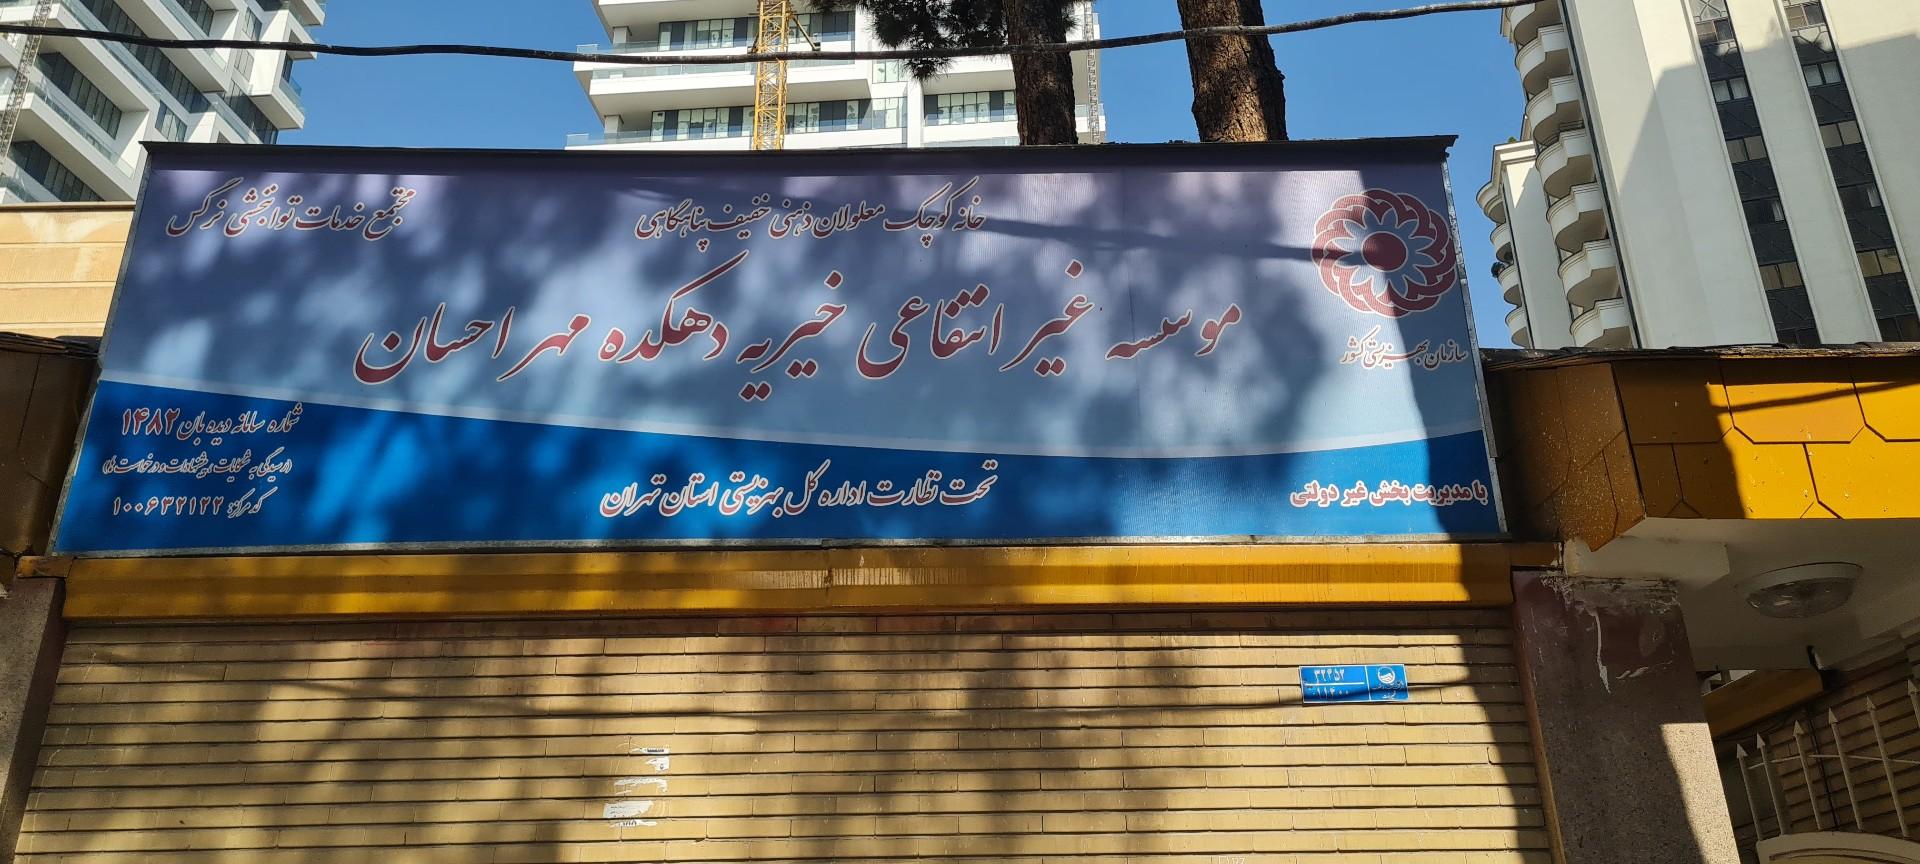 مجتمع خدمات توانبخشی نرگس
خانه کوچک معلولان ذهنی خفیف پناهگاهی
سازمان بهزیستی کشور
موسسه غیر انتفاعی خیریه دهکده مهر احسان
شماره سامانه دیده بان ۱۴۸۲
(رسیدگی به شکایات، پیشنهادات و درخواست ها)
کد مرکز: ۱۰۰۶۳۲۱۲۲
تحت نظارت اداره کل بهزیستی استان تهران
با مدیریت بخش غیر دولتی
۳۲۴۵۲
۱۱۴۰۰